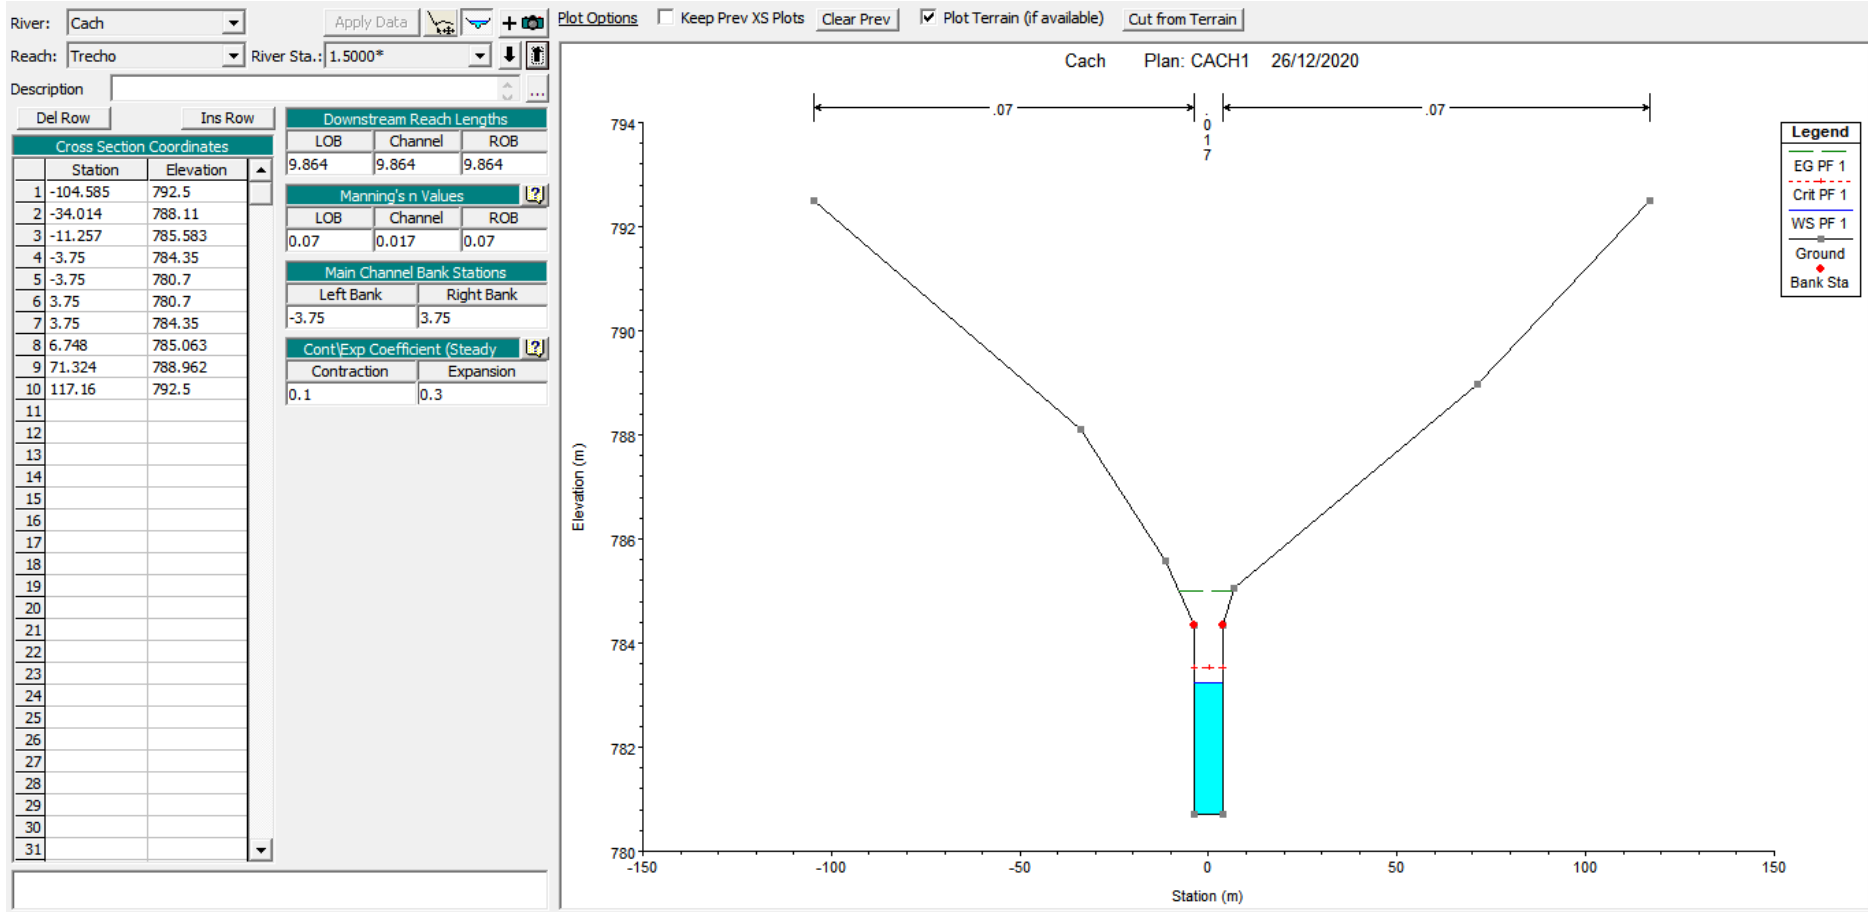 River: Cach Apply Data
Reach: Trecho River Sta.: 1.5000*
Description ...
Del Row Ins Row
Cross Section Coordinates
Station Elevation
1 -104.585 792.5
2 -34.014 788.11
3 -11.257 785.583
4 -3.75 784.35
5 -3.75 780.7
6 3.75 780.7
7 3.75 784.35
8 6.748 785.063
9 71.324 788.962
10 117.16 792.5
11
12
13
14
15
16
17
18
19
20
21
22
23
24
25
26
27
28
29
30
31
Downstream Reach Lengths
LOB Channel ROB
9.864 9.864 9.864
Manning's n Values
LOB Channel ROB
0.07 0.017 0.07
Main Channel Bank Stations
Left Bank Right Bank
-3.75 3.75
Cont\Exp Coefficient (Steady
Contraction Expansion
0.1 0.3
Plot Options Keep Prev XS Plots Clear Prev Plot Terrain (if available) Cut from Terrain
Cach Plan: CACH1 26/12/2020
.07 .017 .07
Legend
EG PF 1
Crit PF 1
WS PF 1
Ground
Bank Sta
794
792
790
788
786
784
782
780
Elevation (m)
-150 -100 -50 0 50 100 150
Station (m)